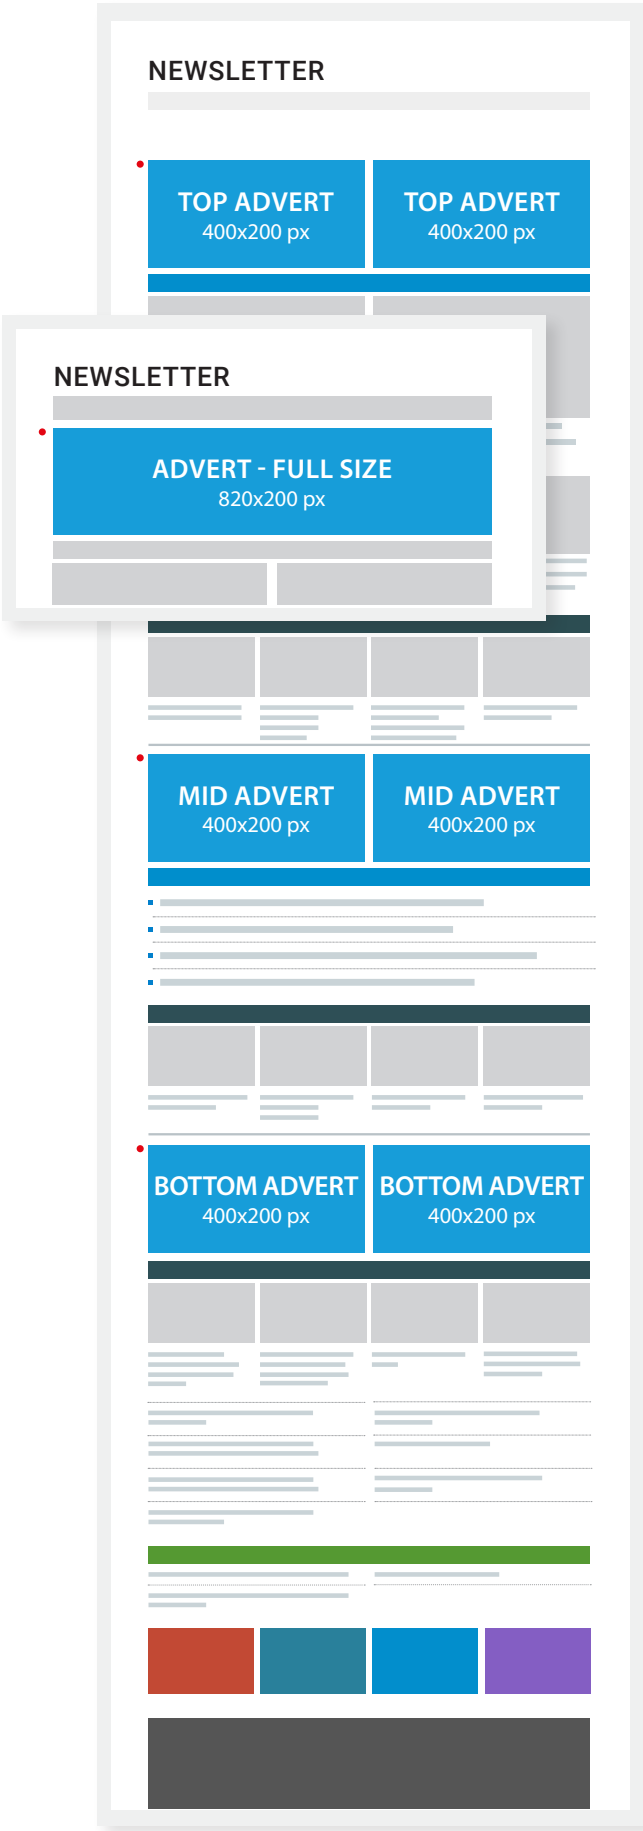 NEWSLETTER
TOP ADVERT
400x200 px
TOP ADVERT
400x200 px
NEWSLETTER
ADVERT - FULL SIZE
820x200 px
MID ADVERT
400x200 px
MID ADVERT
400x200 px
BOTTOM ADVERT
400x200 px
BOTTOM ADVERT
400x200 px